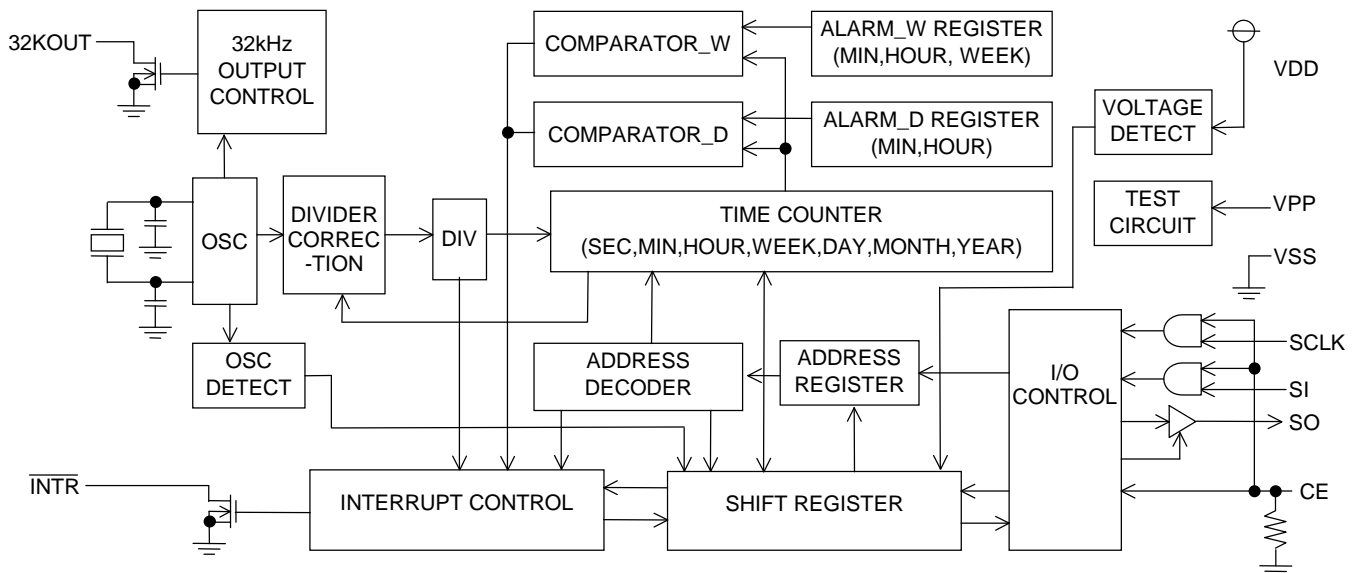 32KOUT
32kHz
OUTPUT
CONTROL
COMPARATOR_W
ALARM_W REGISTER
(MIN,HOUR, WEEK)
VDD
VOLTAGE
DETECT
COMPARATOR_D
ALARM_D REGISTER
(MIN,HOUR)
OSC
DIVIDER
CORREC
-TION
DIV
TIME COUNTER
(SEC,MIN,HOUR,WEEK,DAY,MONTH,YEAR)
TEST
CIRCUIT
VPP
VSS
OSC
DETECT
ADDRESS
DECODER
ADDRESS
REGISTER
I/O
CONTROL
SCLK
SI
SO
INTR
INTERRUPT CONTROL
SHIFT REGISTER
CE